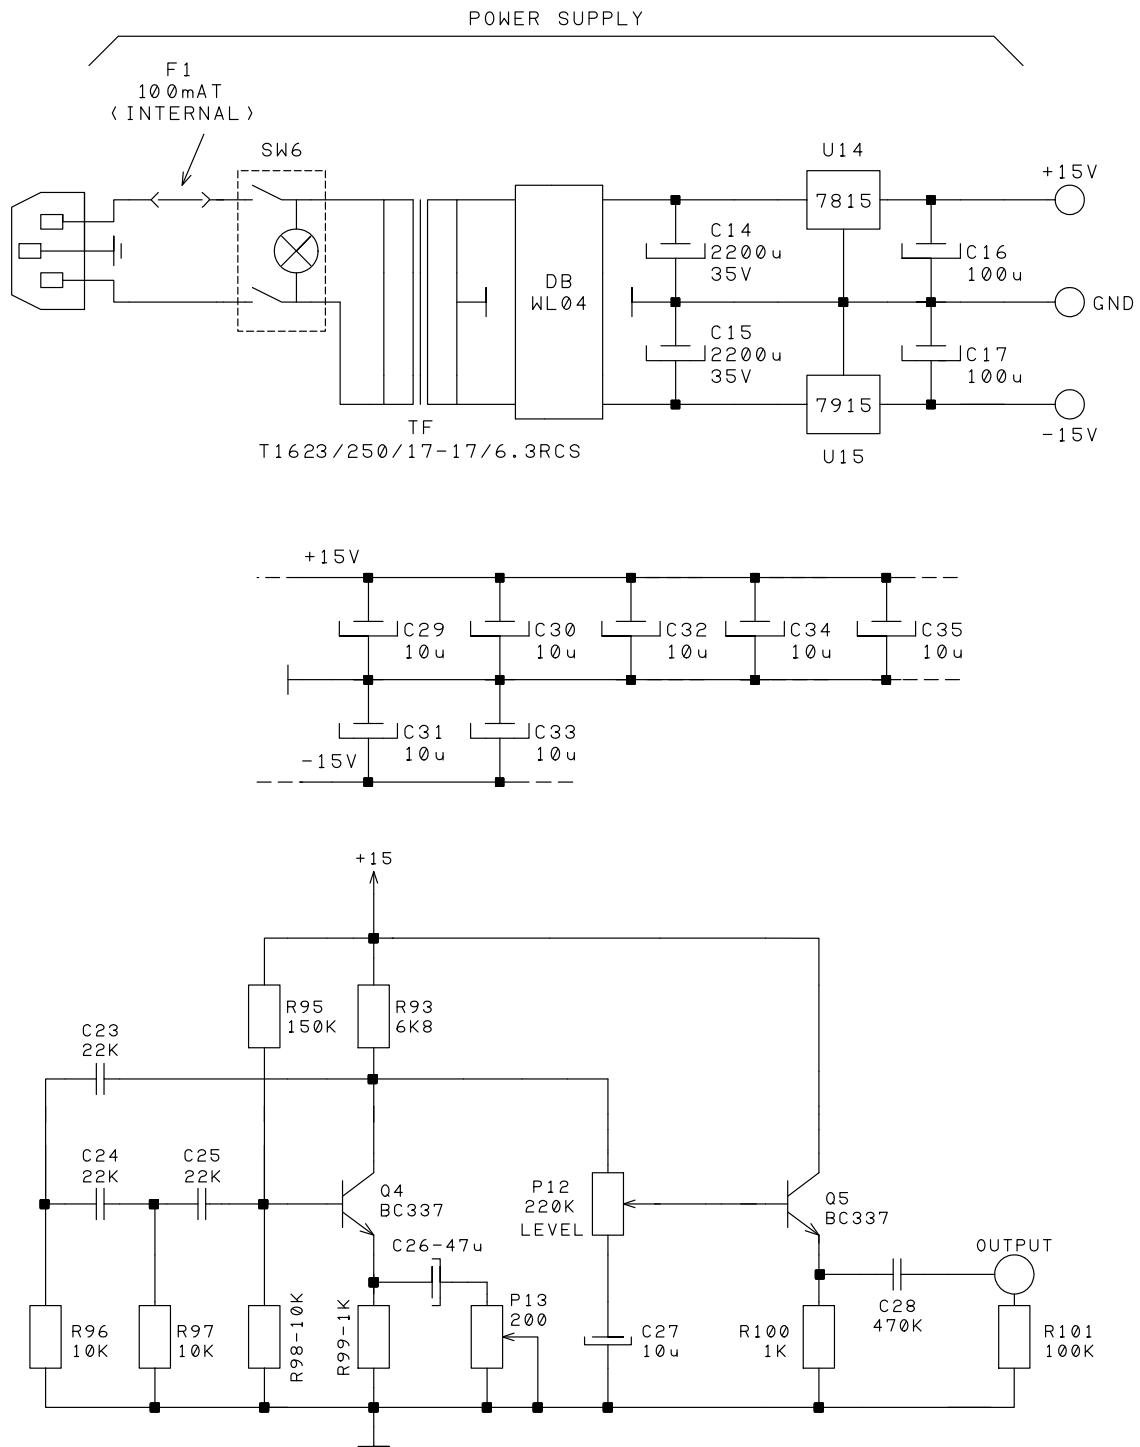 POWER SUPPLY
F1
100mAT
<INTERNAL>
SW6
U14
7815
+15V
C14
2200u
35V
C16
100u
DB
WL04
GND
C15
2200u
35V
C17
100u
7915
U15
-15V
TF
T1623/250/17-17/6.3RCS
+15V
C29
10u
C30
10u
C32
10u
C34
10u
C35
10u
C31
10u
C33
10u
-15V
+15
R95
150K
R93
6K8
C23
22K
C24
22K
C25
22K
Q4
BC337
P12
220K
LEVEL
Q5
BC337
C26-47u
OUTPUT
R96
10K
R97
10K
R98-10K
R99-1K
P13
200
C27
10u
R100
1K
C28
470K
R101
100K